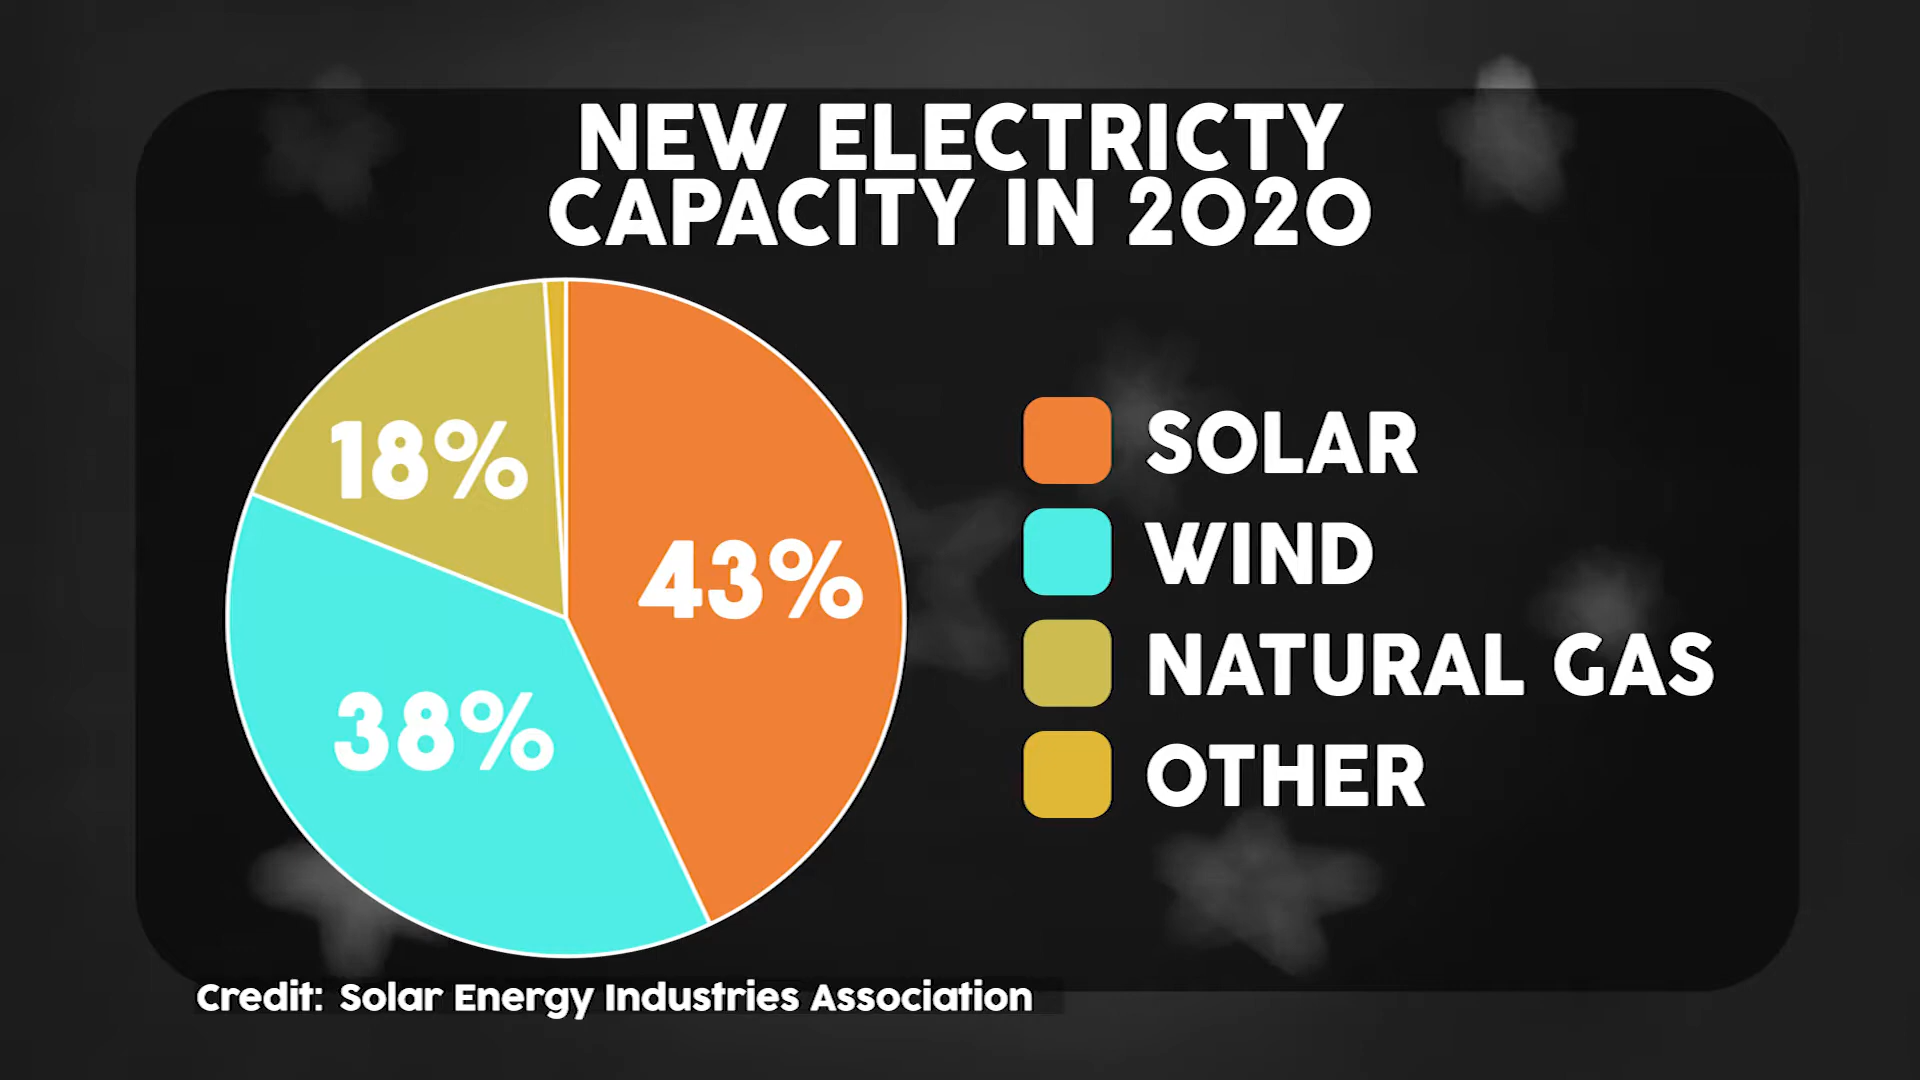 NEW ELECTRICTY
CAPACITY IN 2020
18%
43%
38%
SOLAR
WIND
NATURAL GAS
OTHER
Credit: Solar Energy Industries Association